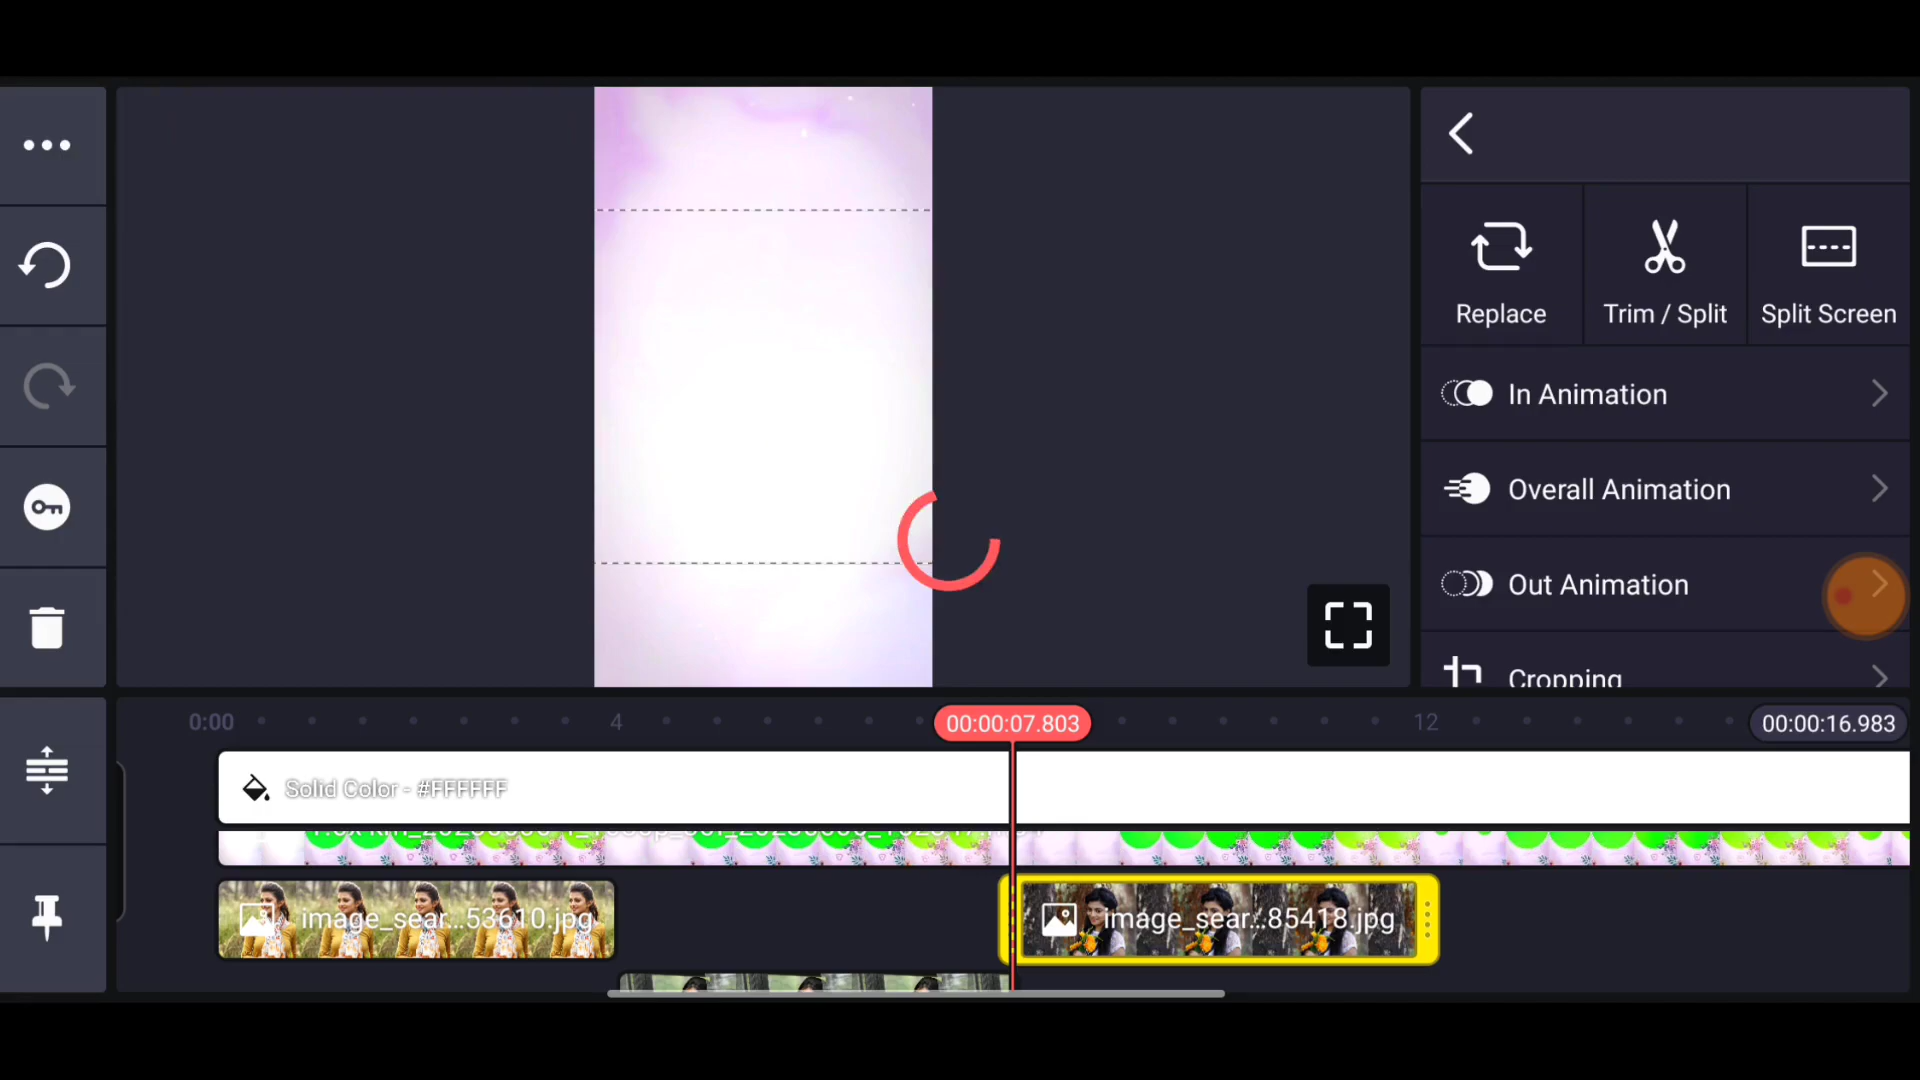 Replace
Trim / Split
Split Screen
In Animation
Overall Animation
Out Animation
Cropping
0:00
4
00:00:07.803
12
00:00:16.983
Solid Color - #FFFFFF
image_sear...53610.jpg
image_sear...85418.jpg